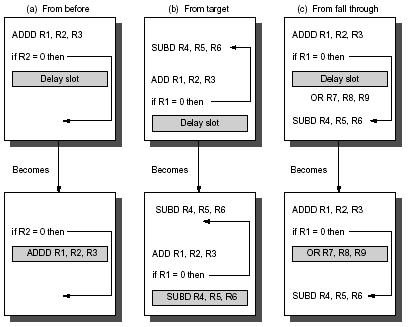 (a) From before
ADDD R1, R2, R3
if R2 = 0 then
Delay slot
Becomes
if R2 = 0 then
ADDD R1, R2, R3
(b) From target
SUBD R4, R5, R6
ADD R1, R2, R3
if R1 = 0 then
Delay slot
Becomes
SUBD R4, R5, R6
ADD R1, R2, R3
if R1 = 0 then
SUBD R4, R5, R6
(c) From fall through
ADDD R1, R2, R3
if R1 = 0 then
Delay slot
OR R7, R8, R9
SUBD R4, R5, R6
Becomes
ADDD R1, R2, R3
if R1 = 0 then
OR R7, R8, R9
SUBD R4, R5, R6